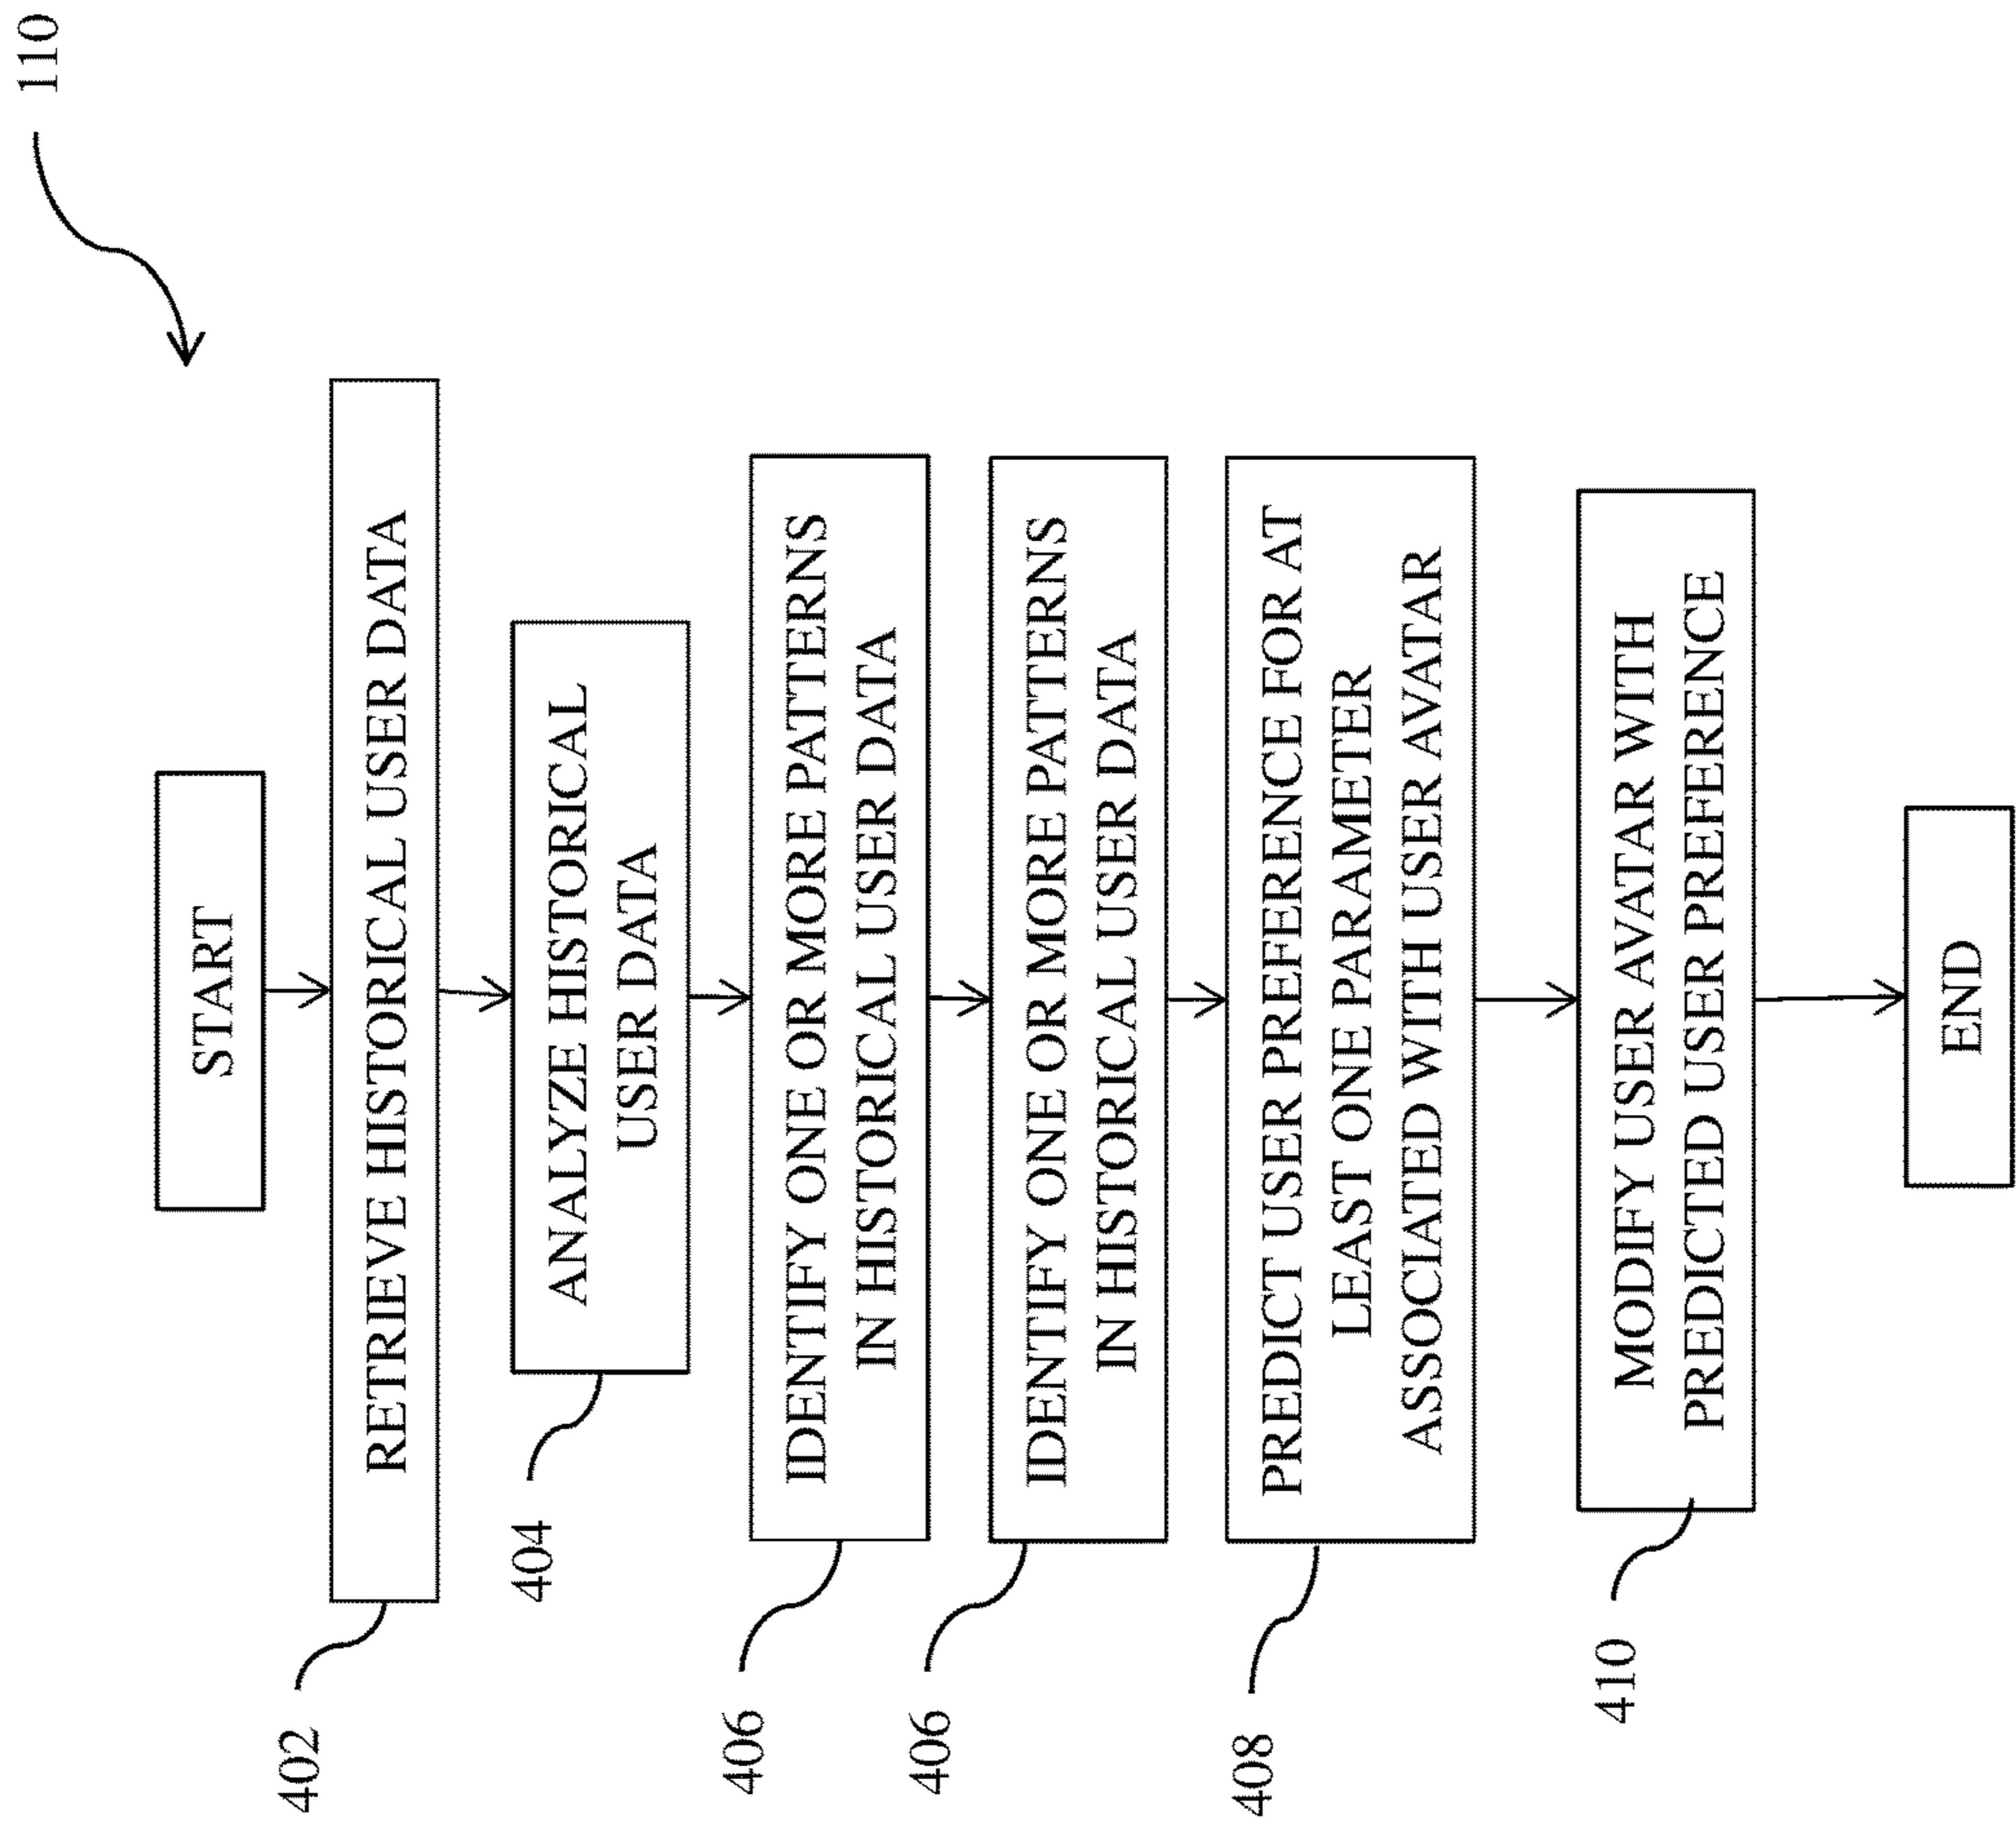 110
START
402
RETRIEVE HISTORICAL USER DATA
404
ANALYZE HISTORICAL
USER DATA
406
IDENTIFY ONE OR MORE PATTERNS
IN HISTORICAL USER DATA
406
IDENTIFY ONE OR MORE PATTERNS
IN HISTORICAL USER DATA
408
PREDICT USER PREFERENCE FOR AT
LEAST ONE PARAMETER
ASSOCIATED WITH USER AVATAR
410
MODIFY USER AVATAR WITH
PREDICTED USER PREFERENCE
END